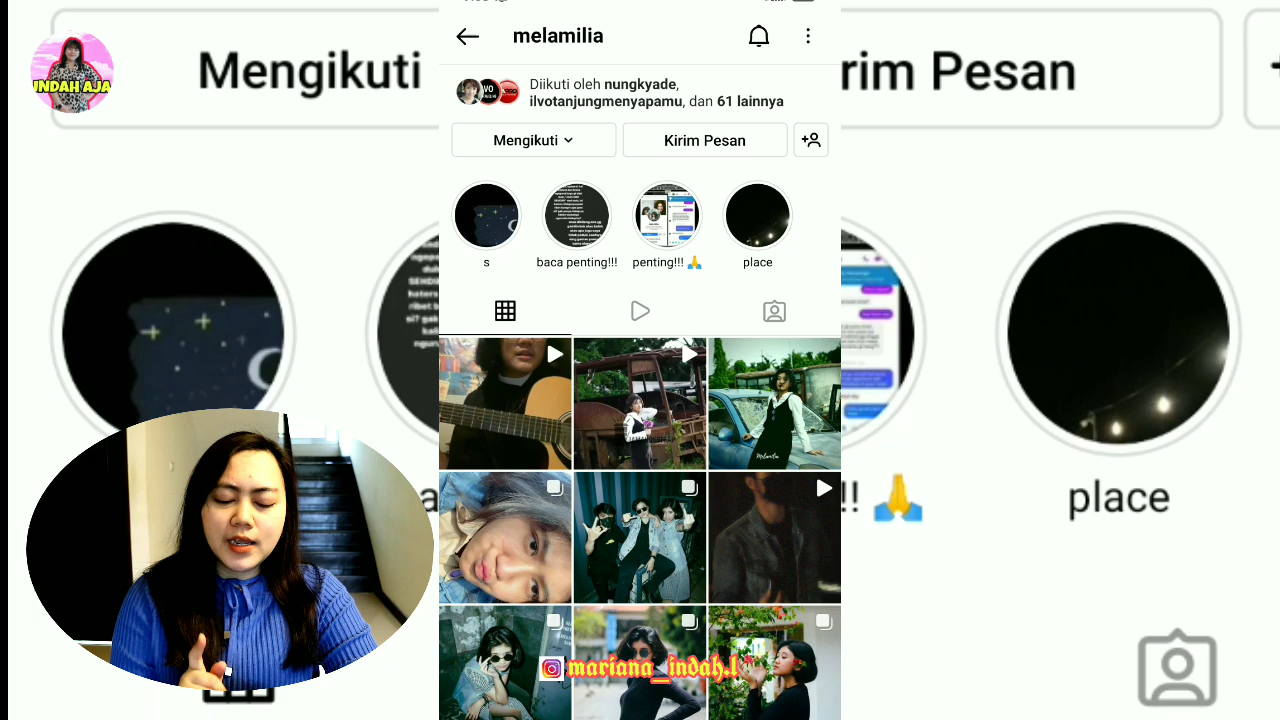 INDAH AJA
Mengikuti
rim Pesan
melamilia
Diikuti oleh nungkyade,
ilvotanjungmenyapamu, dan 61 lainnya
Mengikuti
Kirim Pesan
s
baca penting!!!
penting!!! 🙏
place
!! 🙏
place
Melamilia
mariana_indah.l